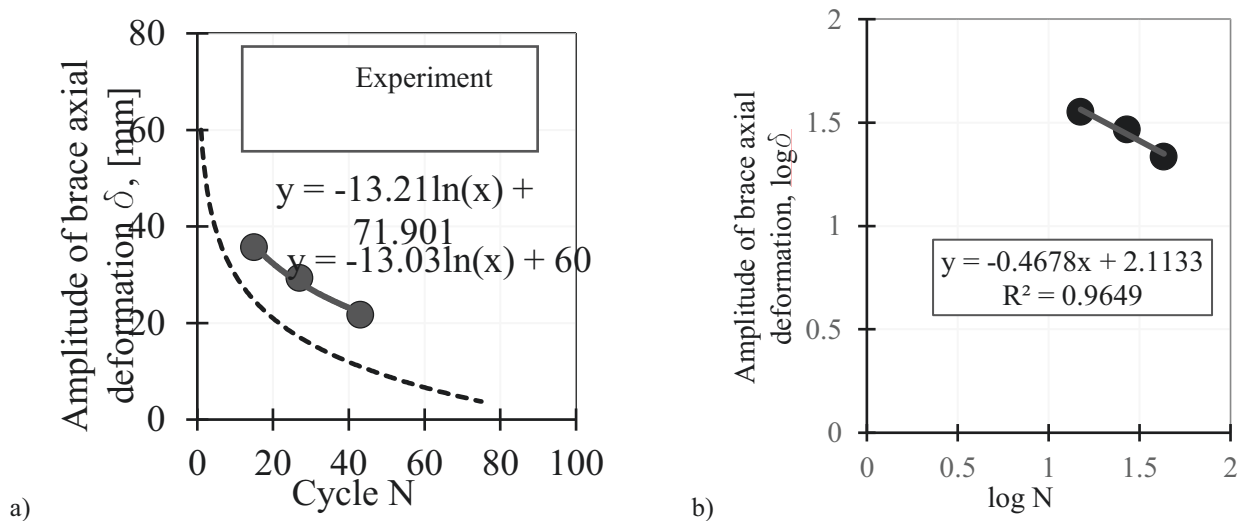 80
60
40
20
0
Amplitude of brace axial
deformation δ, [mm]
Experiment
y = -13.21ln(x) +
71.901
y = -13.03ln(x) + 60
0 20 40 60 80 100
Cycle N
a)
2
1.5
1
0.5
0
Amplitude of brace axial
deformation, logδ
y = -0.4678x + 2.1133
R² = 0.9649
0 0.5 1 1.5 2
log N
b)